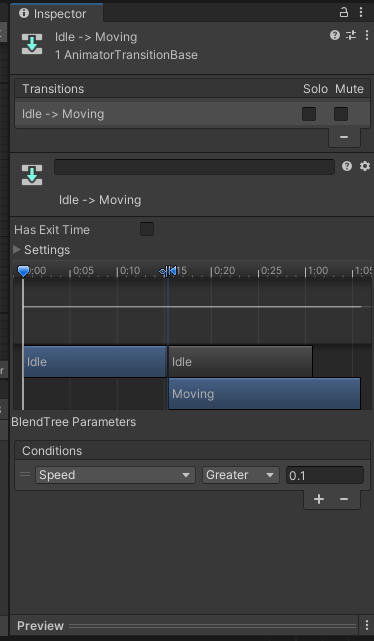 Inspector
Idle -> Moving
1 AnimatorTransitionBase
Transitions Solo Mute
Idle -> Moving
Idle -> Moving
Has Exit Time
Settings
:00 0:05 0:10 0:15 0:20 0:25 1:00 1:05
Idle Idle
Moving
BlendTree Parameters
Conditions
Speed Greater 0.1
Preview